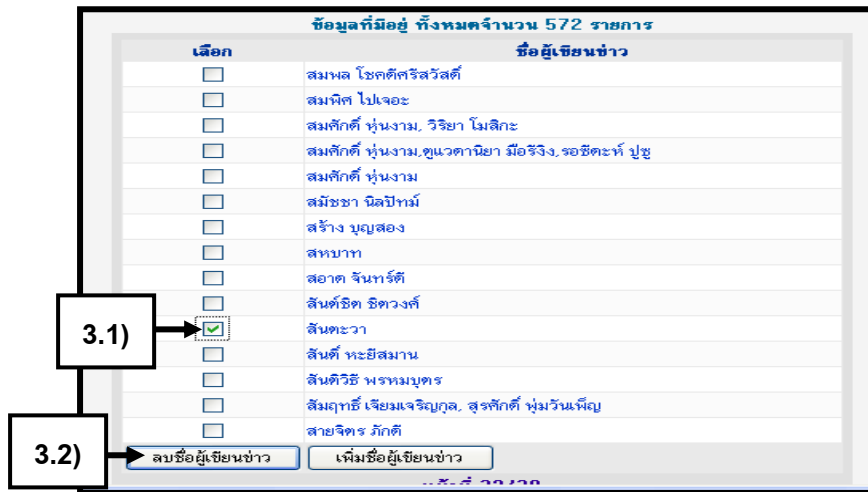 ข้อมูลที่มีอยู่ ทั้งหมดจำนวน 572 รายการ
เลือก ชื่อผู้เขียนข่าว
สมพล โชคดีศรีสวัสดิ์
สมพิศ ไปเจอะ
สมศักดิ์ หุ่นงาม, วิริยา โมสิกะ
สมศักดิ์ หุ่นงาม,ตูแวดานิยา มือรีงิง,รอซีดะห์ ปูซู
สมศักดิ์ หุ่นงาม
สมัชชา นิลปัทม์
สร้าง บุญสอง
สหบาท
สอาด จันทร์ดี
สันต์ชิต ชิตวงศ์
3.1) สันตะวา
สันติ์ หะยีสมาน
สันติวิธี พรหมบุตร
สัมฤทธิ์ เจียมเจริญกุล, สุรศักดิ์ พุ่มวันเพ็ญ
สายจิตร ภักดี
3.2) ลบชื่อผู้เขียนข่าว เพิ่มชื่อผู้เขียนข่าว